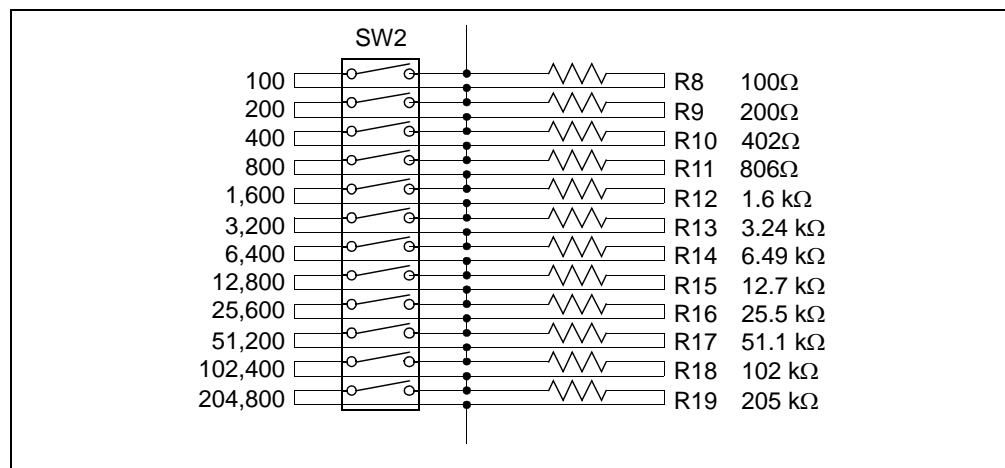 SW2
100 R8 100Ω
200 R9 200Ω
400 R10 402Ω
800 R11 806Ω
1,600 R12 1.6 kΩ
3,200 R13 3.24 kΩ
6,400 R14 6.49 kΩ
12,800 R15 12.7 kΩ
25,600 R16 25.5 kΩ
51,200 R17 51.1 kΩ
102,400 R18 102 kΩ
204,800 R19 205 kΩ